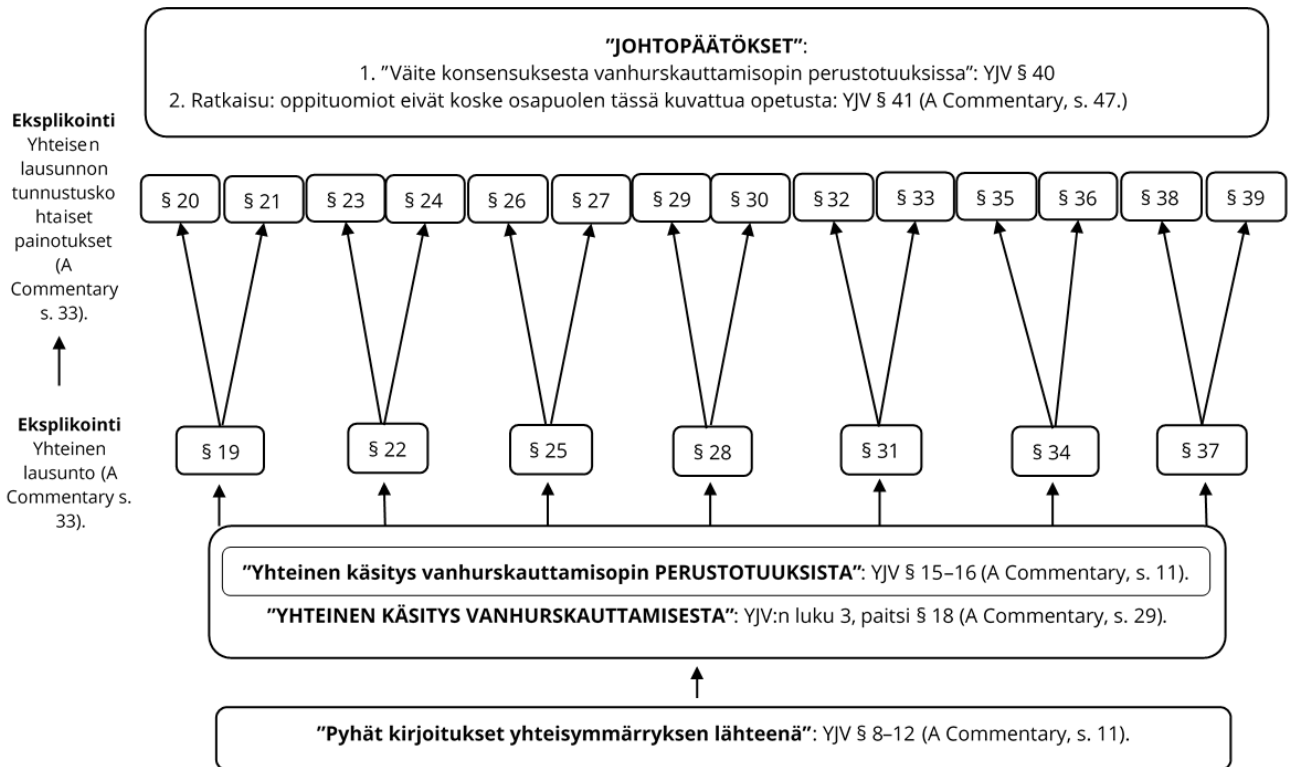 ”JOHTOPÄÄTÖKSET”:
1. ”Väite konsensuksesta vanhurskauttamisopin perustotuuksissa”: YJV § 40
2. Ratkaisu: oppituomiot eivät koske osapuolen tässä kuvattua opetusta: YJV § 41 (A Commentary, s. 47.)
Eksplikointi
Yhteisen
lausunnon
tunnustusko
htaiset
painotukset
(A
Commentary
s. 33).
§ 20
§ 21
§ 23
§ 24
§ 26
§ 27
§ 29
§ 30
§ 32
§ 33
§ 35
§ 36
§ 38
§ 39
Eksplikointi
Yhteinen
lausunto (A
Commentary s.
33).
§ 19
§ 22
§ 25
§ 28
§ 31
§ 34
§ 37
”Yhteinen käsitys vanhurskauttamisopin PERUSTOTUUKSISTA”: YJV § 15–16 (A Commentary, s. 11).
”YHTEINEN KÄSITYS VANHURSKAUTTAMISESTA”: YJV:n luku 3, paitsi § 18 (A Commentary, s. 29).
”Pyhät kirjoitukset yhteisymmärryksen lähteenä”: YJV § 8–12 (A Commentary, s. 11).